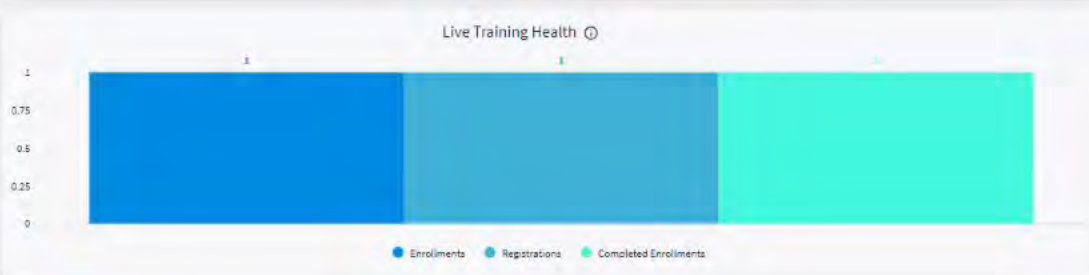 Live Training Health
1 1 1
1
0.75
0.5
0.25
0
Enrollments Registrations Completed Enrollments